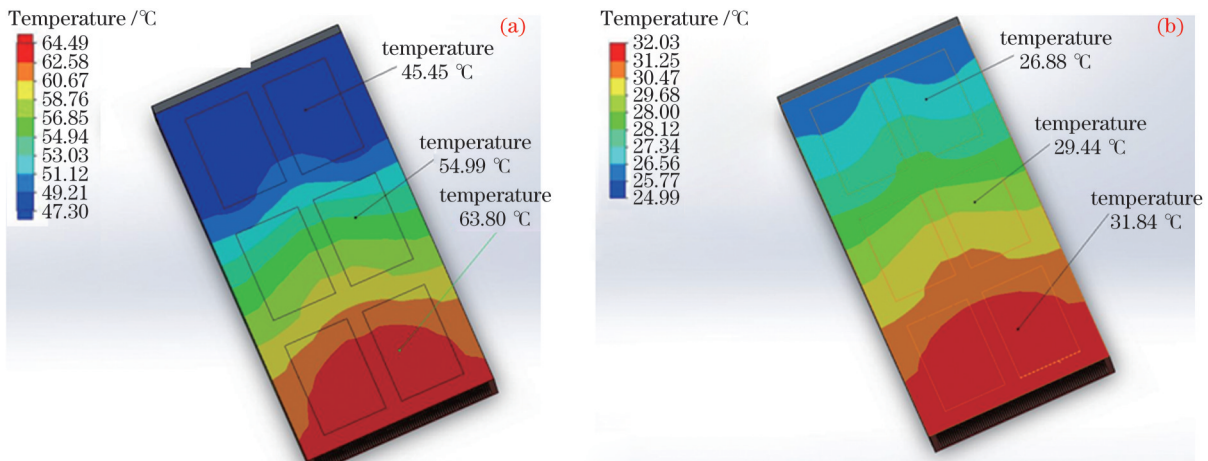 Temperature /℃
64.49
62.58
60.67
58.76
56.85
54.94
53.03
51.12
49.21
47.30
(a)
temperature
45.45 ℃
temperature
54.99 ℃
temperature
63.80 ℃
Temperature /℃
32.03
31.25
30.47
29.68
28.00
28.12
27.34
26.56
25.77
24.99
(b)
temperature
26.88 ℃
temperature
29.44 ℃
temperature
31.84 ℃